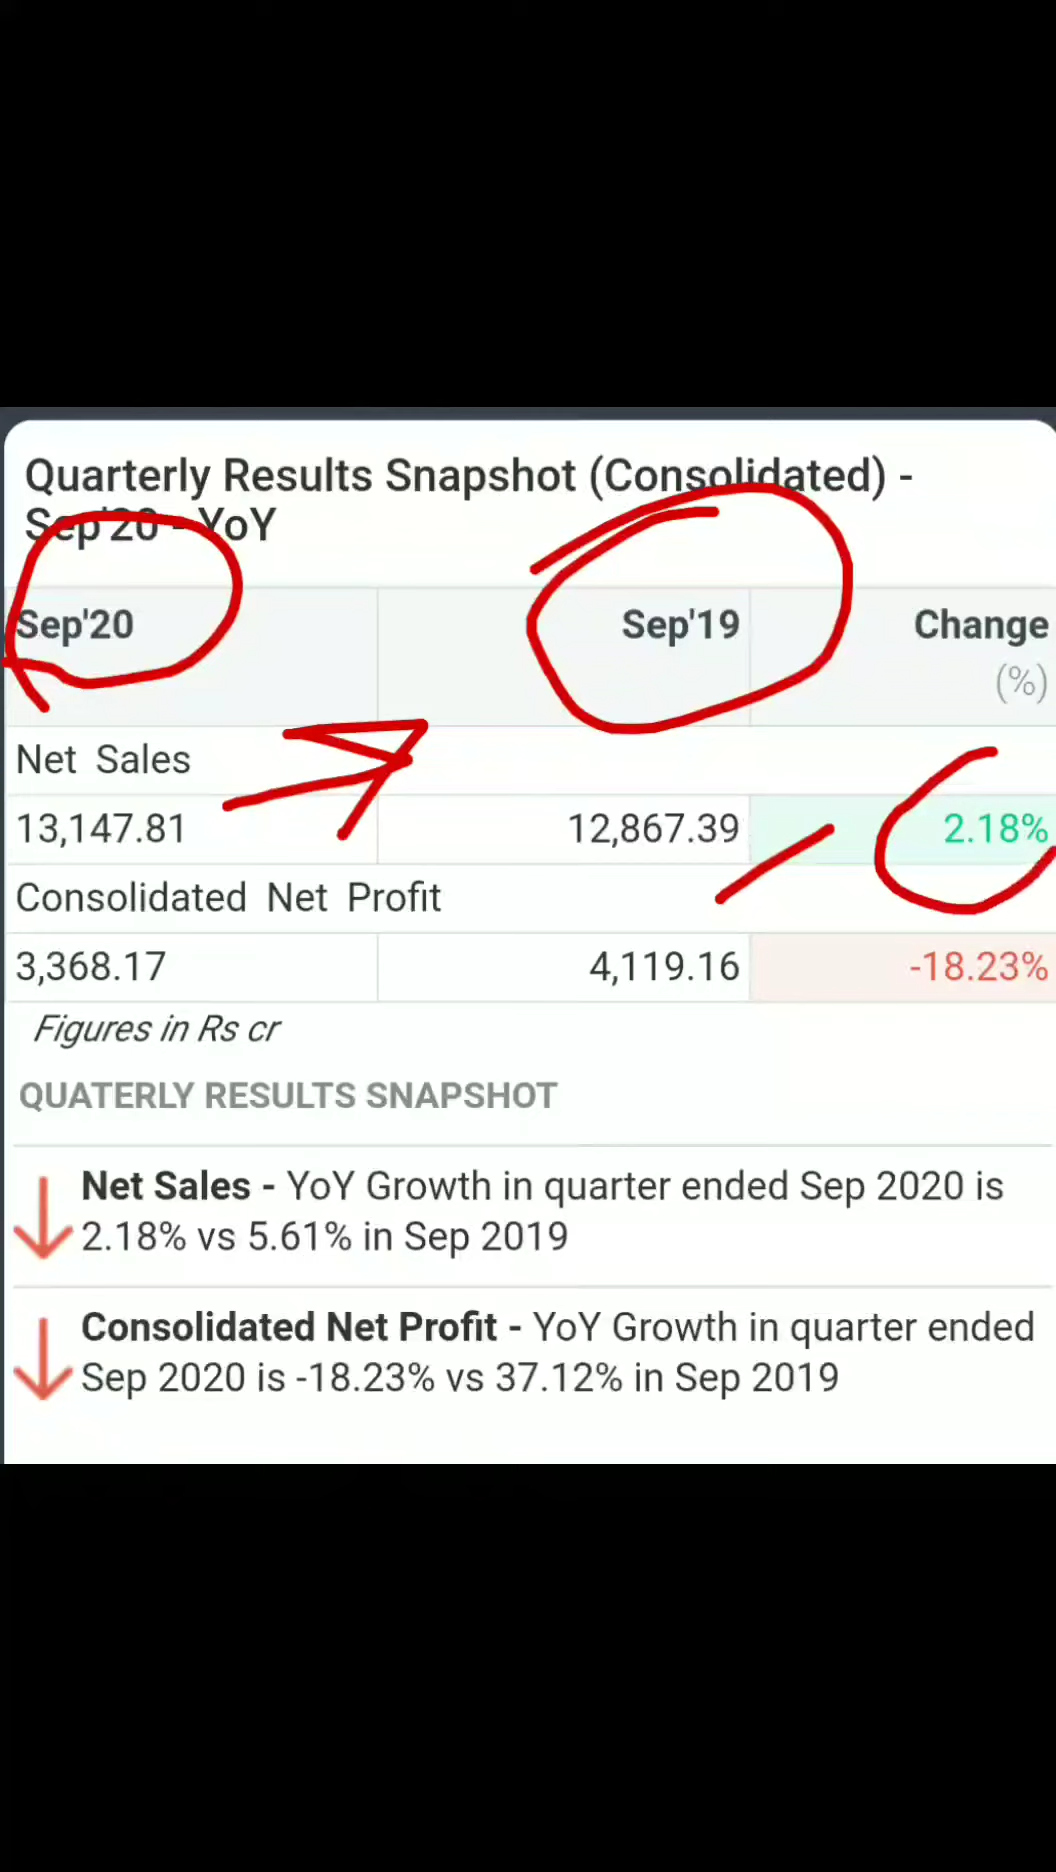 Quarterly Results Snapshot (Consolidated) -
Sep'20 - YoY
Sep'20 Sep'19 Change
(%)
Net Sales
13,147.81 12,867.39 2.18%
Consolidated Net Profit
3,368.17 4,119.16 -18.23%
Figures in Rs cr
QUATERLY RESULTS SNAPSHOT
Net Sales - YoY Growth in quarter ended Sep 2020 is
2.18% vs 5.61% in Sep 2019
Consolidated Net Profit - YoY Growth in quarter ended
Sep 2020 is -18.23% vs 37.12% in Sep 2019